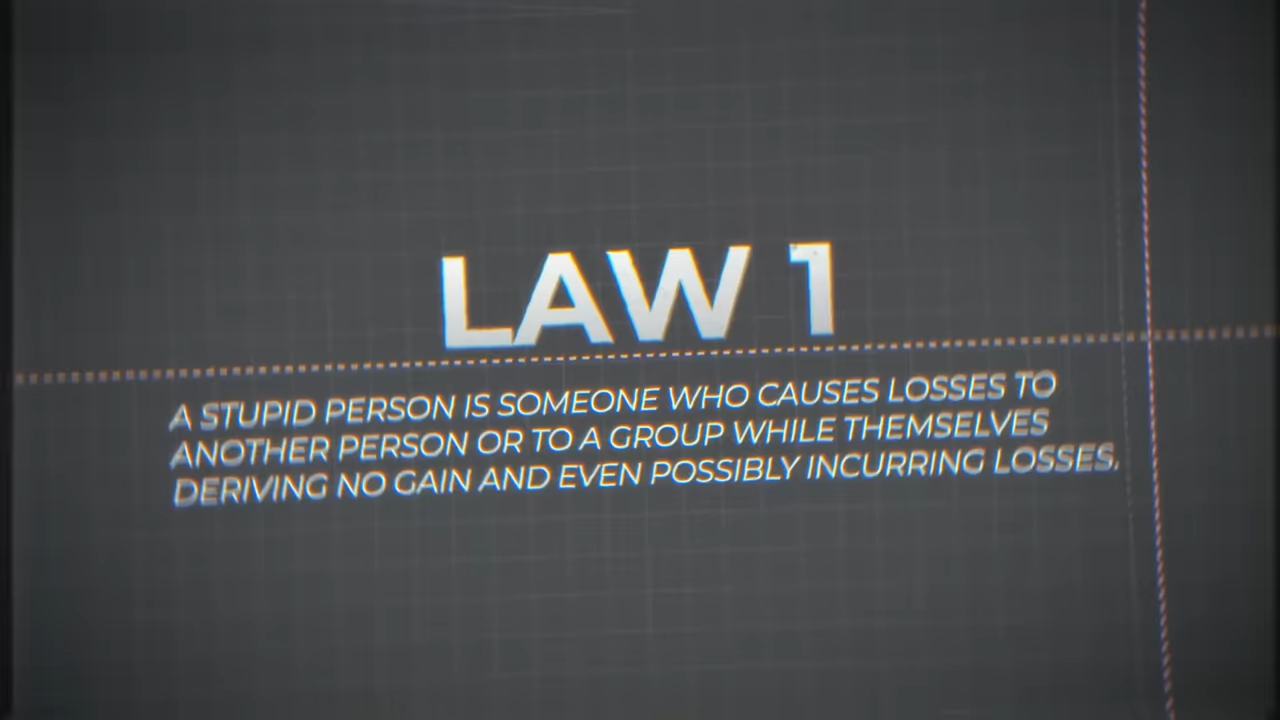 LAW 1
A STUPID PERSON IS SOMEONE WHO CAUSES LOSSES TO
ANOTHER PERSON OR TO A GROUP WHILE THEMSELVES
DERIVING NO GAIN AND EVEN POSSIBLY INCURRING LOSSES.